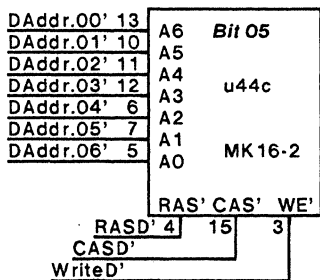 DAddr.00' 13 A6 Bit 05
DAddr.01' 10 A5
DAddr.02' 11 A4 u44c
DAddr.03' 12 A3
DAddr.04' 6 A2
DAddr.05' 7 A1 MK16-2
DAddr.06' 5 A0
RAS' CAS' WE'
RASD' 4 15 3
CASD'
WriteD'